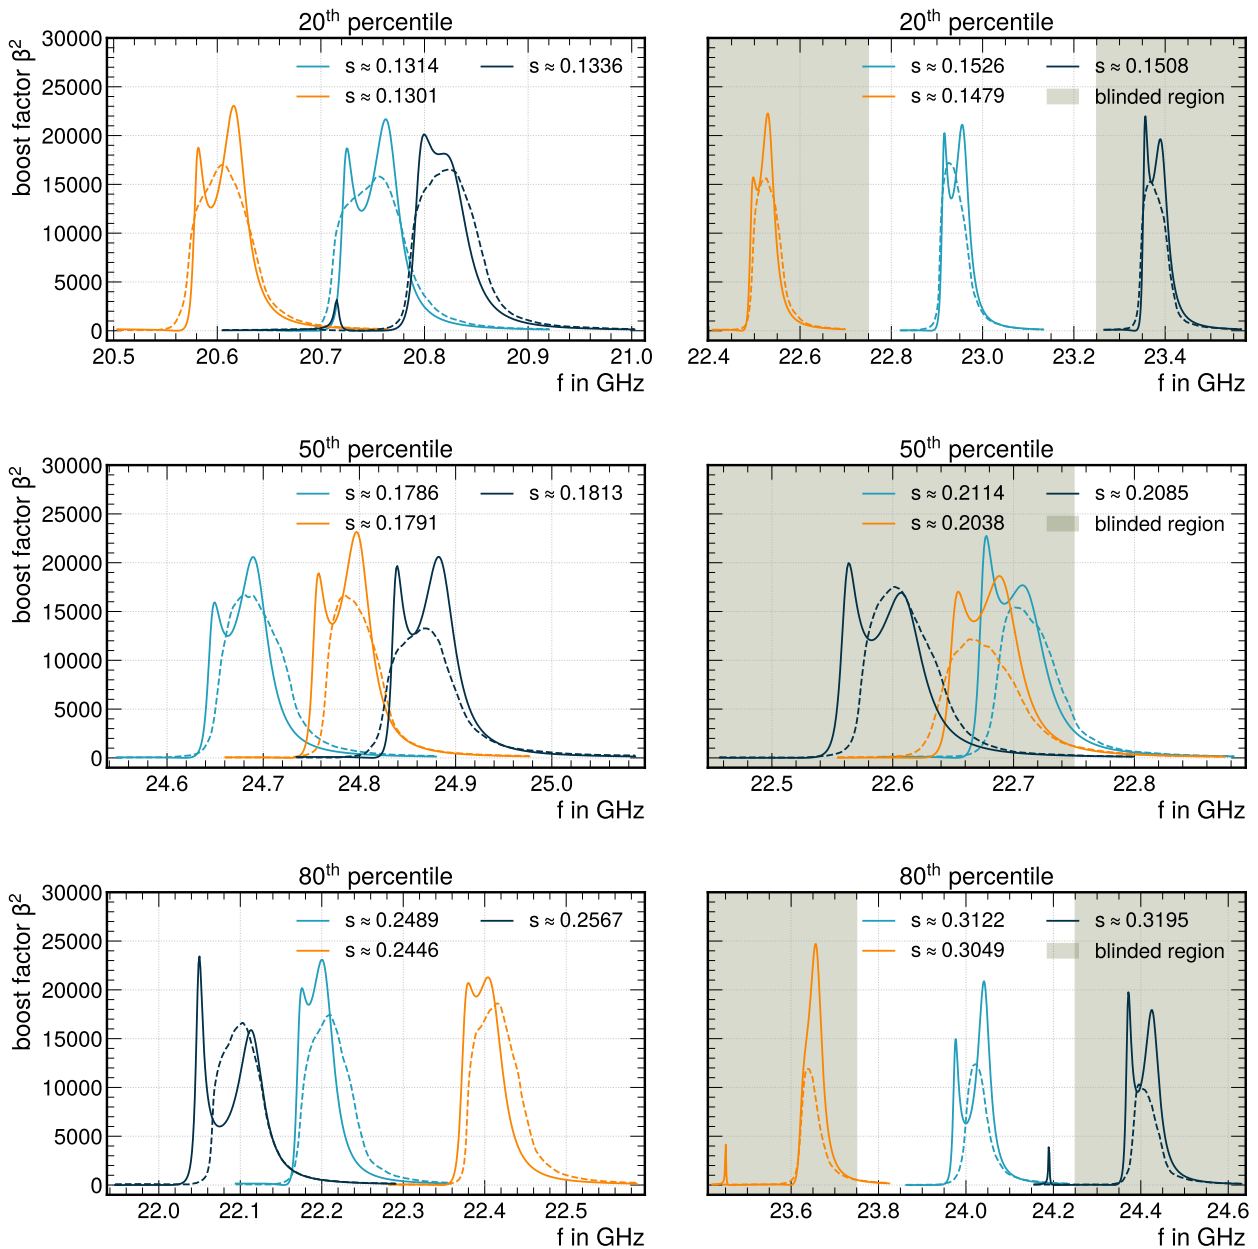 20th percentile
boost factor β²
30000
25000
20000
15000
10000
5000
0
s ≈ 0.1314
s ≈ 0.1336
s ≈ 0.1301
20.5 20.6 20.7 20.8 20.9 21.0
f in GHz
20th percentile
s ≈ 0.1526
s ≈ 0.1508
s ≈ 0.1479
blinded region
22.4 22.6 22.8 23.0 23.2 23.4
f in GHz
50th percentile
boost factor β²
30000
25000
20000
15000
10000
5000
0
s ≈ 0.1786
s ≈ 0.1813
s ≈ 0.1791
24.6 24.7 24.8 24.9 25.0
f in GHz
50th percentile
s ≈ 0.2114
s ≈ 0.2085
s ≈ 0.2038
blinded region
22.5 22.6 22.7 22.8
f in GHz
80th percentile
boost factor β²
30000
25000
20000
15000
10000
5000
0
s ≈ 0.2489
s ≈ 0.2567
s ≈ 0.2446
22.0 22.1 22.2 22.3 22.4 22.5
f in GHz
80th percentile
s ≈ 0.3122
s ≈ 0.3195
s ≈ 0.3049
blinded region
23.6 23.8 24.0 24.2 24.4 24.6
f in GHz